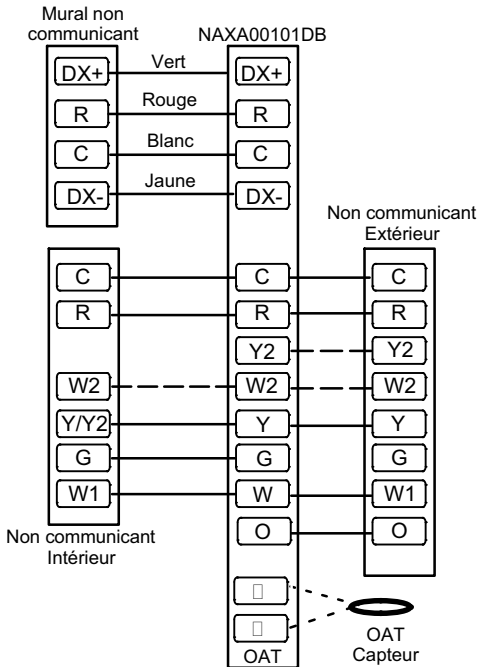 Mural non
communicant
NAXA00101DB
DX+ Vert DX+
R Rouge R
C Blanc C
DX- Jaune DX-
Non communicant
Extérieur
C C C
R R R
Y2 Y2
W2 W2 W2
Y/Y2 Y Y
G G G
W1 W W1
O O
Non communicant
Intérieur
OAT
OAT
Capteur